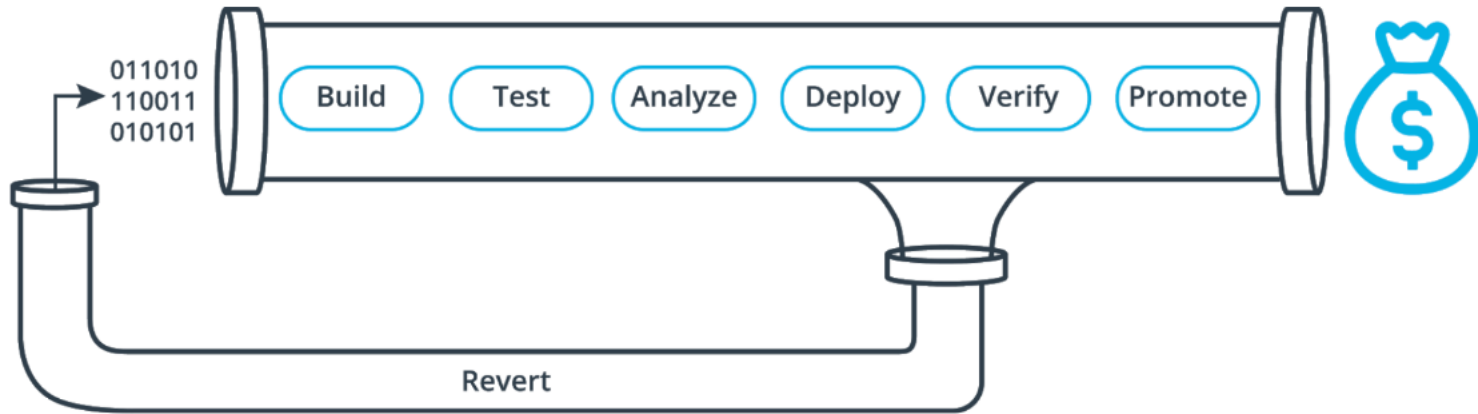 011010
110011
010101
Build
Test
Analyze
Deploy
Verify
Promote
$
Revert